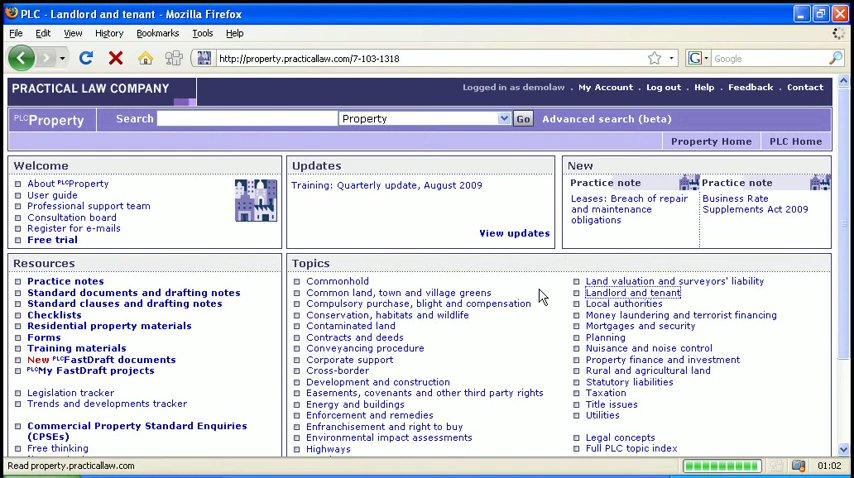 PLC - Landlord and tenant - Mozilla Firefox
File Edit View History Bookmarks Tools Help
http://property.practicallaw.com/7-103-1318
Google
PRACTICAL LAW COMPANY
Logged in as demolaw . My Account . Log out . Help . Feedback . Contact
PLCProperty
Search
Property
Go
Advanced search (beta)
Property Home
PLC Home
Welcome
About PLCProperty
User guide
Professional support team
Consultation board
Register for e-mails
Free trial
Updates
Training: Quarterly update, August 2009
View updates
New
Practice note
Leases: Breach of repair
and maintenance
obligations
Practice note
Business Rate
Supplements Act 2009
Resources
Practice notes
Standard documents and drafting notes
Standard clauses and drafting notes
Checklists
Residential property materials
Forms
Training materials
New PLCFastDraft documents
PLCMy FastDraft projects
Legislation tracker
Trends and developments tracker
Commercial Property Standard Enquiries
(CPSEs)
Free thinking
Topics
Commonhold
Common land, town and village greens
Compulsory purchase, blight and compensation
Conservation, habitats and wildlife
Contaminated land
Contracts and deeds
Conveyancing procedure
Corporate support
Cross-border
Development and construction
Easements, covenants and other third party rights
Energy and buildings
Enforcement and remedies
Enfranchisement and right to buy
Environmental impact assessments
Highways
Land valuation and surveyors' liability
Landlord and tenant
Local authorities
Money laundering and terrorist financing
Mortgages and security
Planning
Nuisance and noise control
Property finance and investment
Rural and agricultural land
Statutory liabilities
Taxation
Title issues
Utilities
Legal concepts
Full PLC topic index
Read property.practicallaw.com
01:02